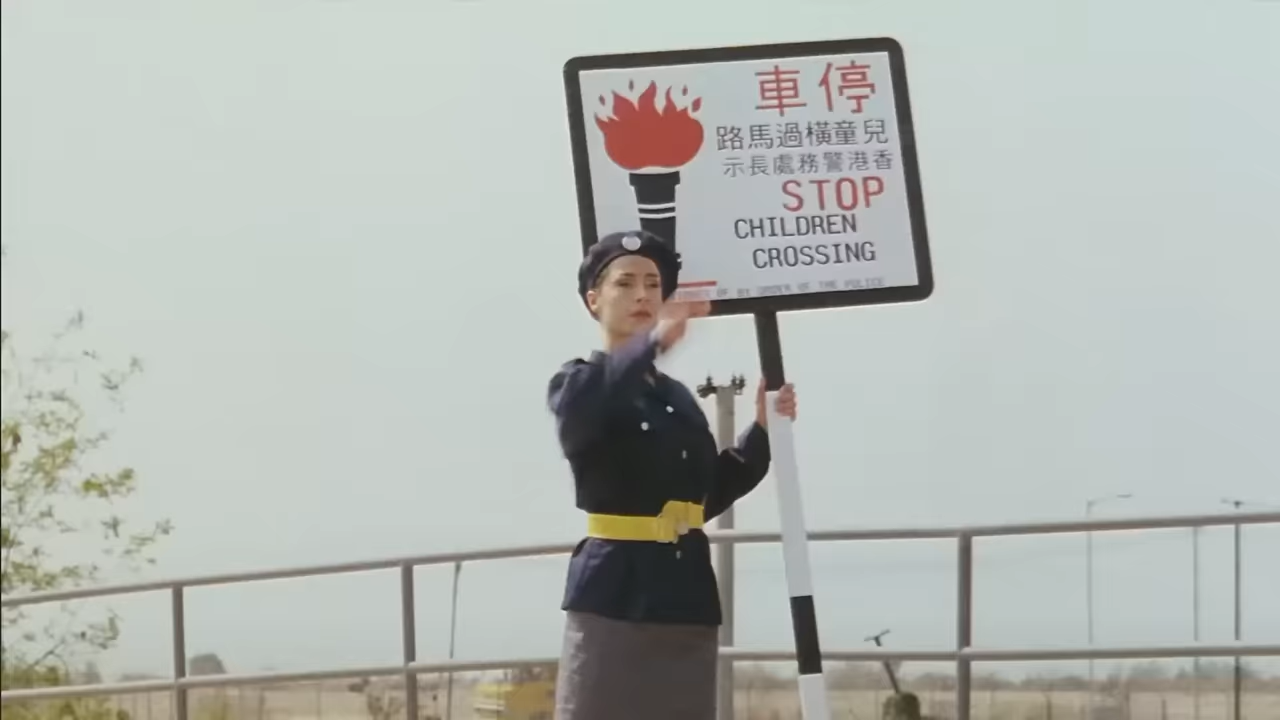 停車
兒童橫過馬路
香港警務處長示
STOP
CHILDREN
CROSSING
OF BY ORDER OF THE POLICE